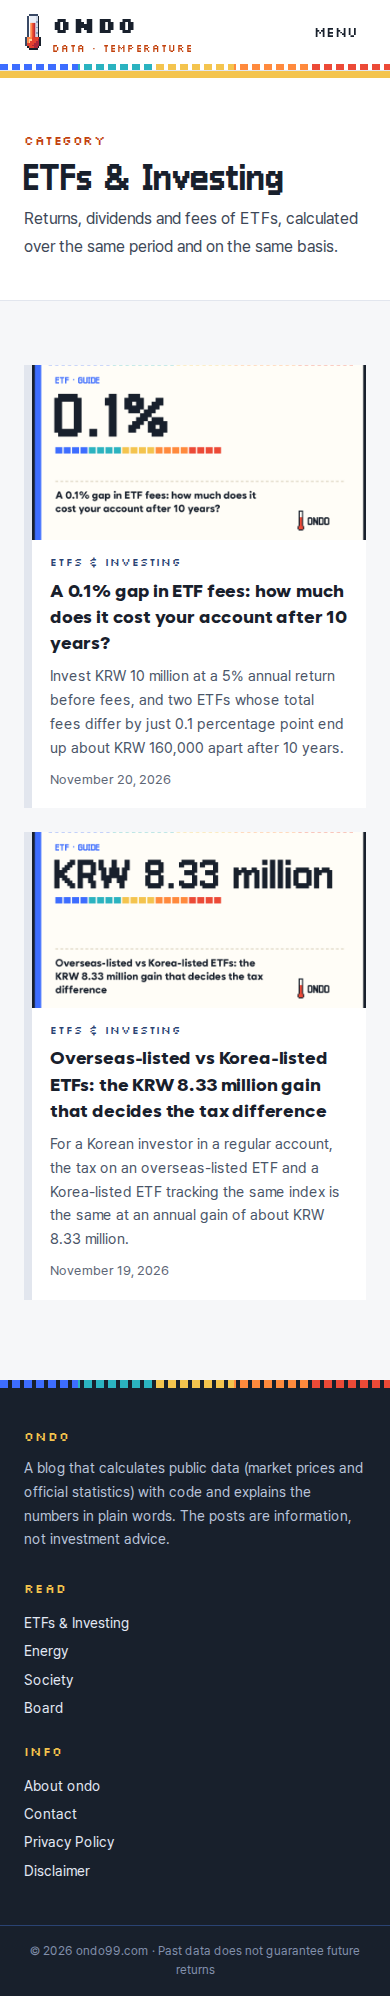 ONDO
DATA · TEMPERATURE
MENU
CATEGORY
ETFs & Investing
Returns, dividends and fees of ETFs, calculated
over the same period and on the same basis.
ETF · GUIDE
0.1%
A 0.1% gap in ETF fees: how much does it
cost your account after 10 years?
ONDO
ETFS & INVESTING
A 0.1% gap in ETF fees: how much
does it cost your account after 10
years?
Invest KRW 10 million at a 5% annual return
before fees, and two ETFs whose total
fees differ by just 0.1 percentage point end
up about KRW 160,000 apart after 10 years.
November 20, 2026
ETF · GUIDE
KRW 8.33 million
Overseas-listed vs Korea-listed ETFs: the
KRW 8.33 million gain that decides the tax
difference
ONDO
ETFS & INVESTING
Overseas-listed vs Korea-listed
ETFs: the KRW 8.33 million gain
that decides the tax difference
For a Korean investor in a regular account,
the tax on an overseas-listed ETF and a
Korea-listed ETF tracking the same index is
the same at an annual gain of about KRW
8.33 million.
November 19, 2026
ONDO
A blog that calculates public data (market prices and
official statistics) with code and explains the
numbers in plain words. The posts are information,
not investment advice.
READ
ETFs & Investing
Energy
Society
Board
INFO
About ondo
Contact
Privacy Policy
Disclaimer
© 2026 ondo99.com · Past data does not guarantee future
returns